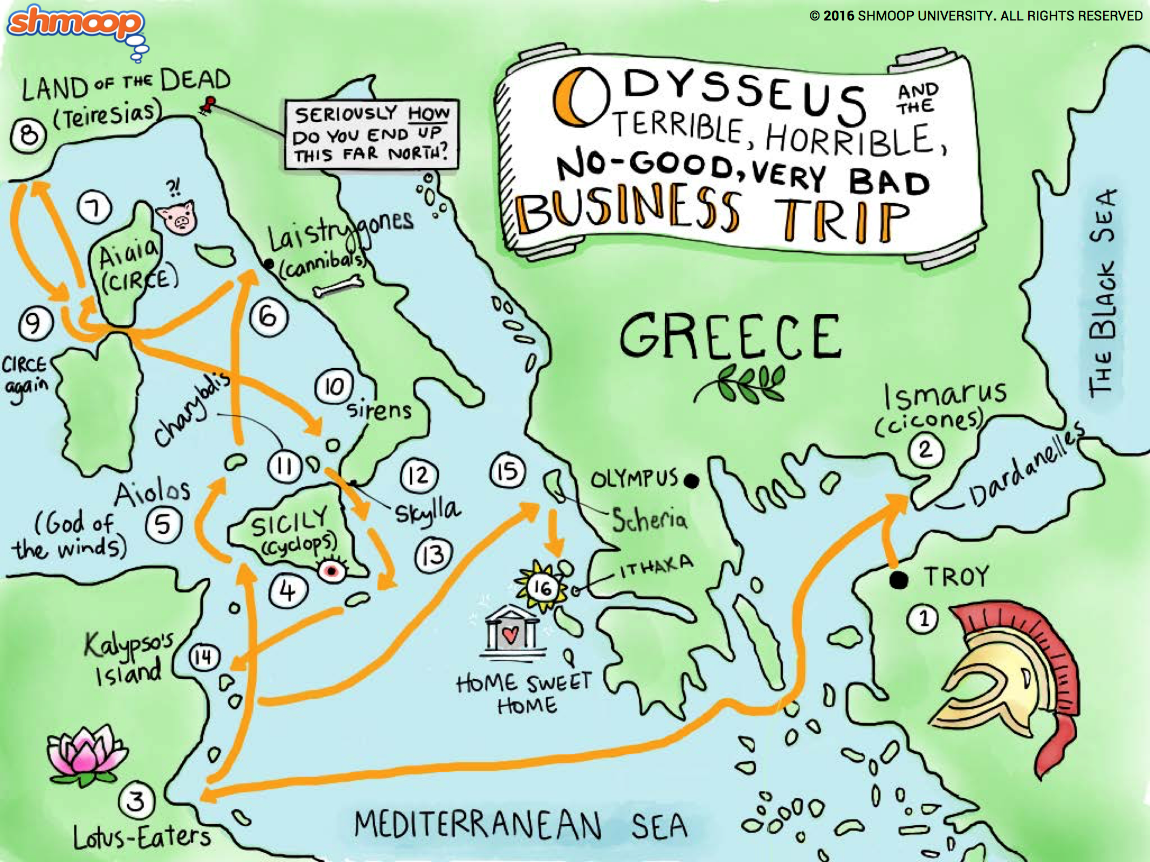 shmoop
© 2016 SHMOOP UNIVERSITY. ALL RIGHTS RESERVED
ODYSSEUS AND THE
TERRIBLE, HORRIBLE,
NO-GOOD, VERY BAD
BUSINESS TRIP
LAND OF THE DEAD
(Teiresias)
8
SERIOUSLY HOW
DO YOU END UP
THIS FAR NORTH?
7
?!
Aiaia
(CIRCE)
Laistrygones
(cannibals)
6
9
CIRCE
again
GREECE
THE BLACK SEA
10
Sirens
Charybdis
11
Ismarus
(cicones)
2
Dardanelles
12
Skylla
15
OLYMPUS
Scheria
Aiolos
5
(God of
the winds)
SICILY
(Cyclops)
4
13
ITHAKA
16
TROY
1
Kalypso's
Island
14
HOME SWEET
HOME
3
Lotus-Eaters
MEDITERRANEAN SEA